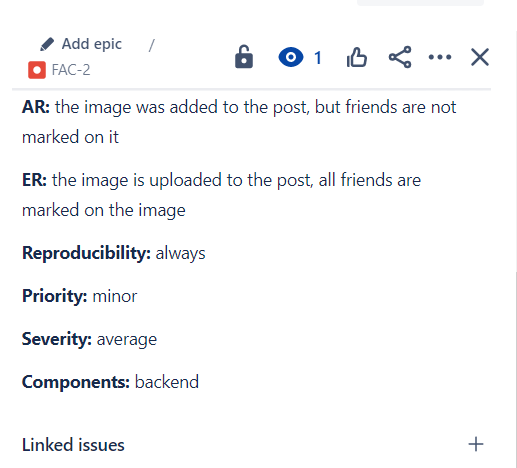 Add epic /
FAC-2
1
AR: the image was added to the post, but friends are not
marked on it
ER: the image is uploaded to the post, all friends are
marked on the image
Reproducibility: always
Priority: minor
Severity: average
Components: backend
Linked issues